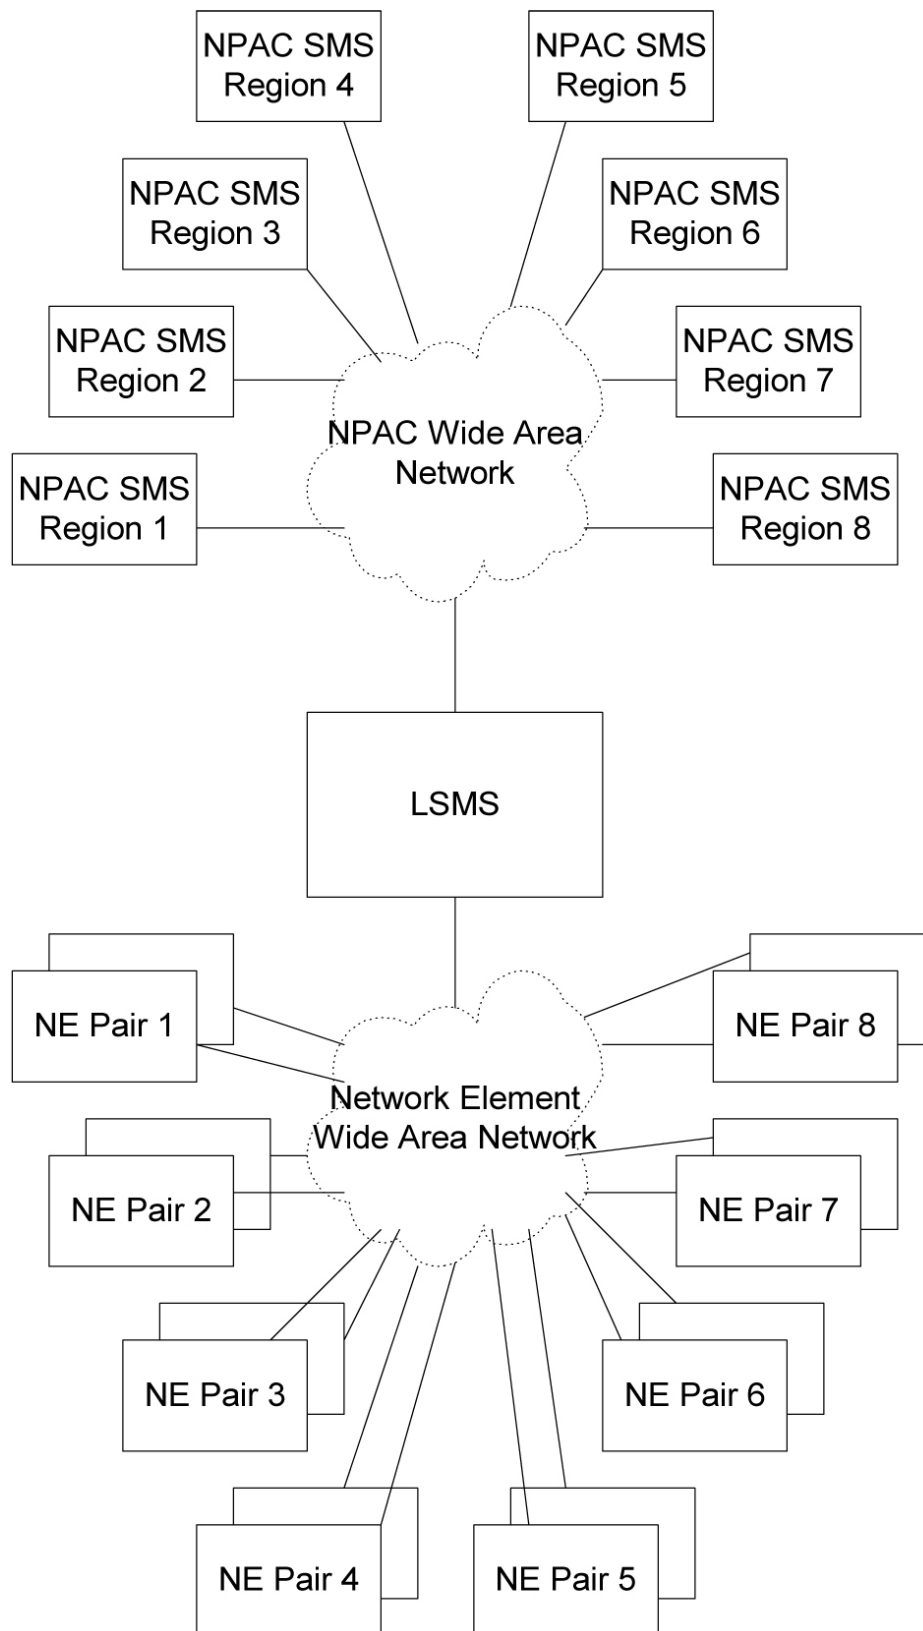 NPAC SMS
Region 4
NPAC SMS
Region 5
NPAC SMS
Region 3
NPAC SMS
Region 6
NPAC SMS
Region 2
NPAC SMS
Region 7
NPAC Wide Area
Network
NPAC SMS
Region 1
NPAC SMS
Region 8
LSMS
NE Pair 1
NE Pair 8
Network Element
Wide Area Network
NE Pair 2
NE Pair 7
NE Pair 3
NE Pair 6
NE Pair 4
NE Pair 5